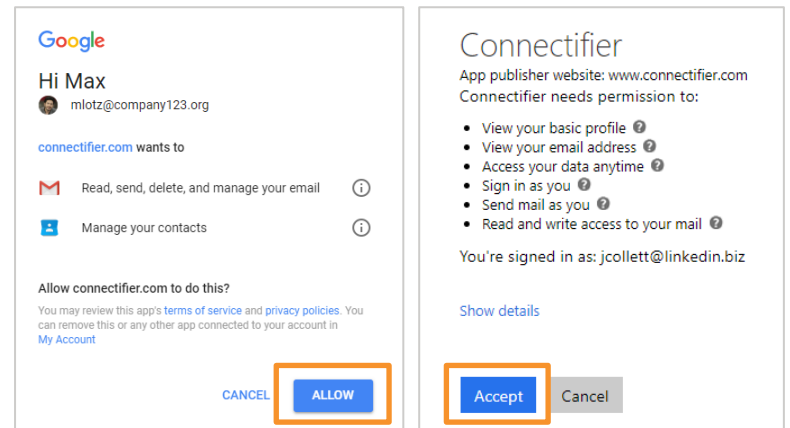 Google
Hi Max
mlotz@company123.org
connectifier.com wants to
Read, send, delete, and manage your email
Manage your contacts
Allow connectifier.com to do this?
You may review this app's terms of service and privacy policies. You
can remove this or any other app connected to your account in
My Account
CANCEL
ALLOW
Connectifier
App publisher website: www.connectifier.com
Connectifier needs permission to:
View your basic profile
View your email address
Access your data anytime
Sign in as you
Send mail as you
Read and write access to your mail
You're signed in as: jcollett@linkedin.biz
Show details
Accept
Cancel